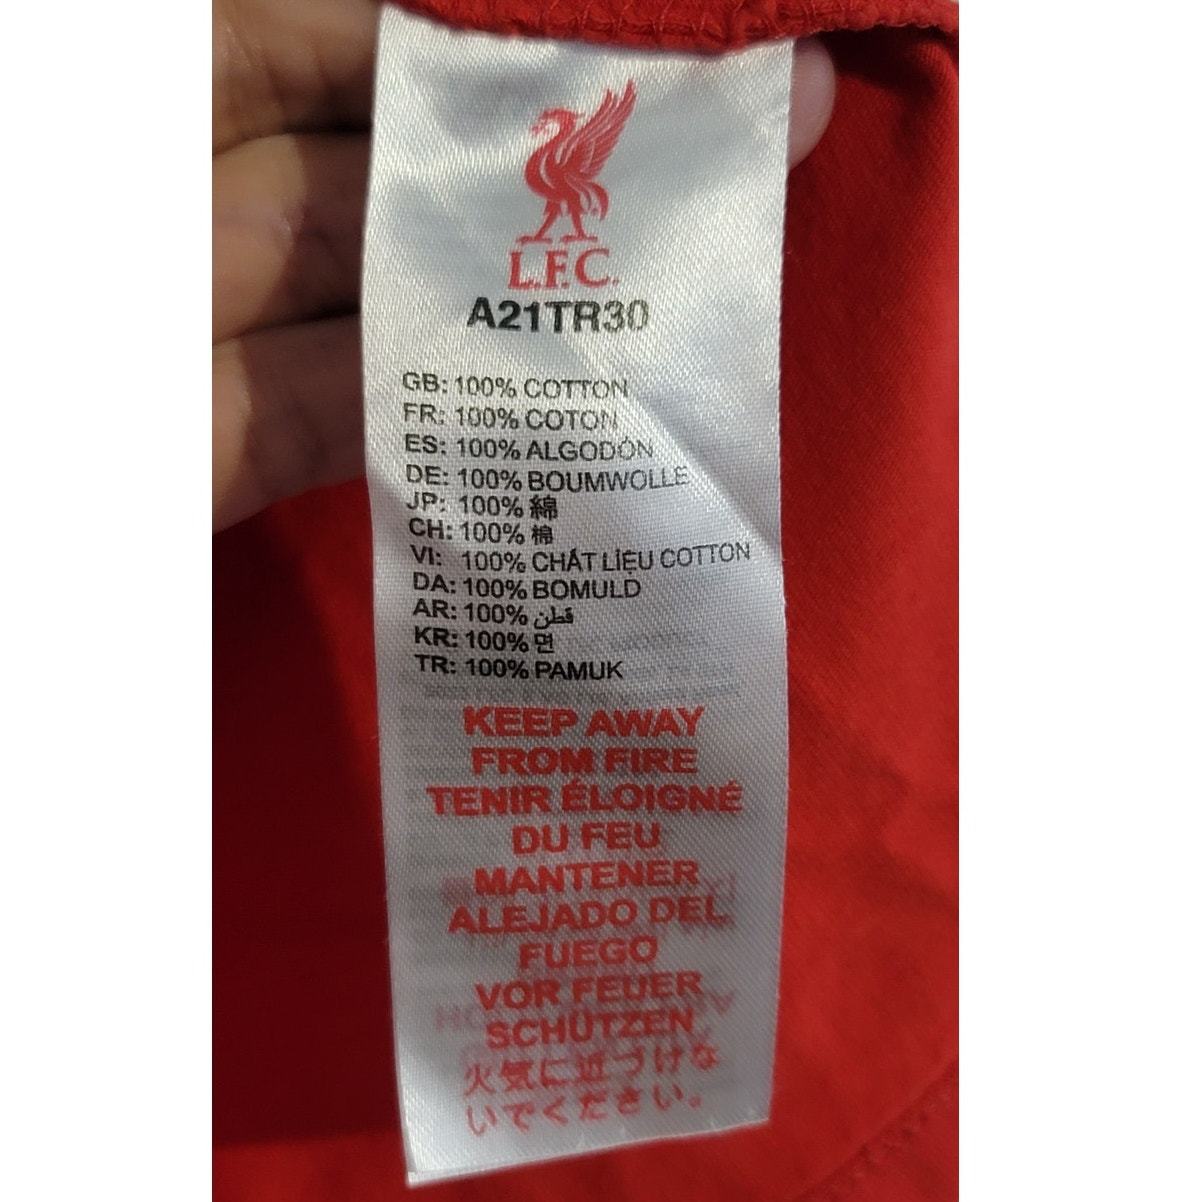 L.F.C.
A21TR30
GB: 100% COTTON
FR: 100% COTON
ES: 100% ALGODÓN
DE: 100% BOUMWOLLE
JP: 100% 綿
CH: 100% 棉
VI: 100% CHẤT LIỆU COTTON
DA: 100% BOMULD
AR: 100% قطن
KR: 100% 면
TR: 100% PAMUK
KEEP AWAY
FROM FIRE
TENIR ÉLOIGNÉ
DU FEU
MANTENER
ALEJADO DEL
FUEGO
VOR FEUER
SCHÜTZEN
火気に近づけな
いでください。